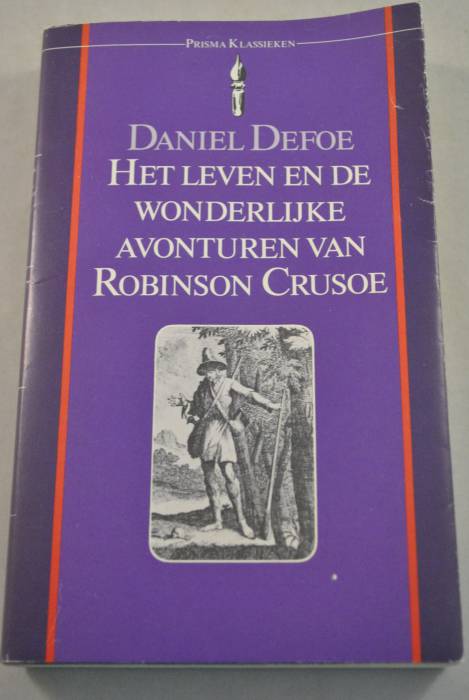 PRISMA KLASSIEKEN
DANIEL DEFOE
HET LEVEN EN DE
WONDERLIJKE
AVONTUREN VAN
ROBINSON CRUSOE